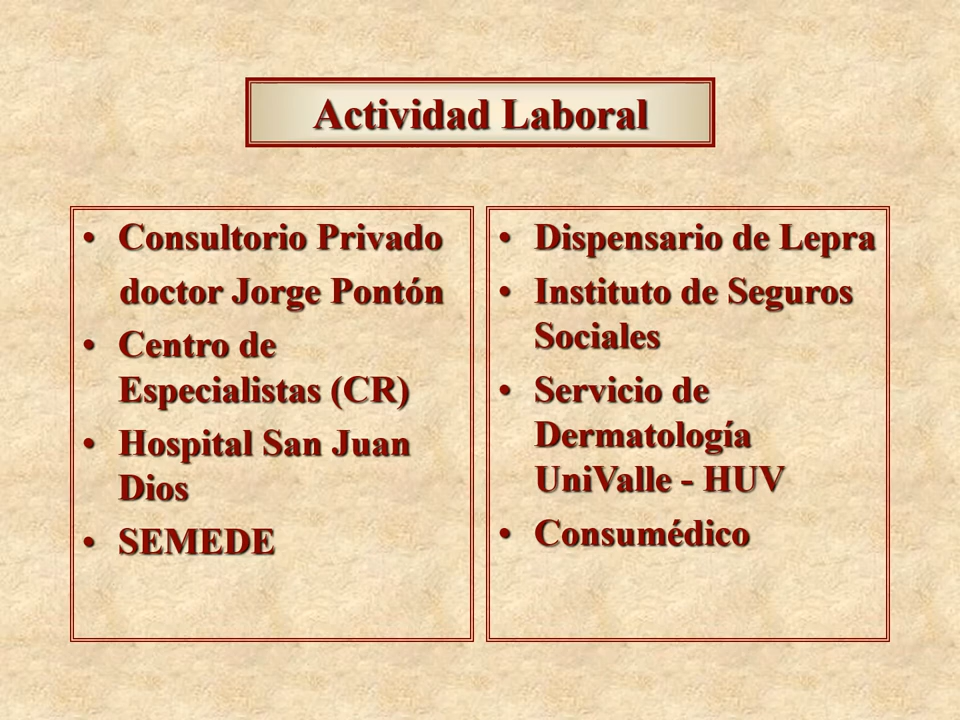 Actividad Laboral
• Consultorio Privado
doctor Jorge Pontón
• Centro de
Especialistas (CR)
• Hospital San Juan
Dios
• SEMEDE
• Dispensario de Lepra
• Instituto de Seguros
Sociales
• Servicio de
Dermatología
UniValle - HUV
• Consumédico